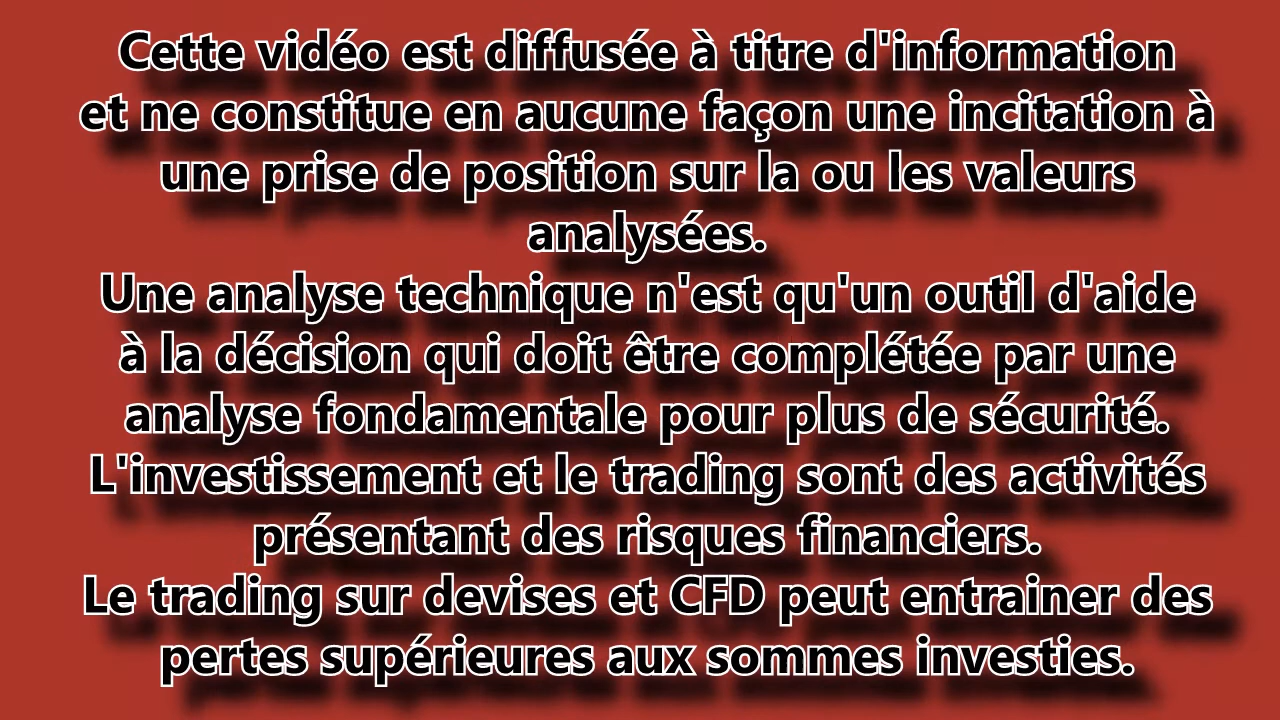 Cette vidéo est diffusée à titre d'information
et ne constitue en aucune façon une incitation à
une prise de position sur la ou les valeurs
analysées.
Une analyse technique n'est qu'un outil d'aide
à la décision qui doit être complétée par une
analyse fondamentale pour plus de sécurité.
L'investissement et le trading sont des activités
présentant des risques financiers.
Le trading sur devises et CFD peut entrainer des
pertes supérieures aux sommes investies.